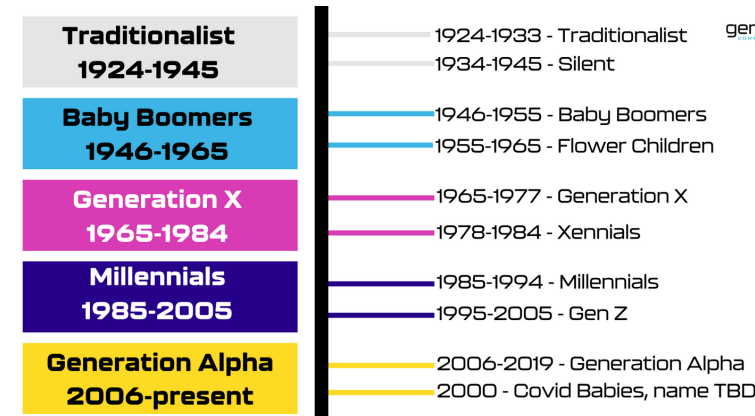 Traditionalist
1924-1945
1924-1933 - Traditionalist
1934-1945 - Silent
Baby Boomers
1946-1965
1946-1955 - Baby Boomers
1955-1965 - Flower Children
Generation X
1965-1984
1965-1977 - Generation X
1978-1984 - Xennials
Millennials
1985-2005
1985-1994 - Millennials
1995-2005 - Gen Z
Generation Alpha
2006-present
2006-2019 - Generation Alpha
2000 - Covid Babies, name TBD